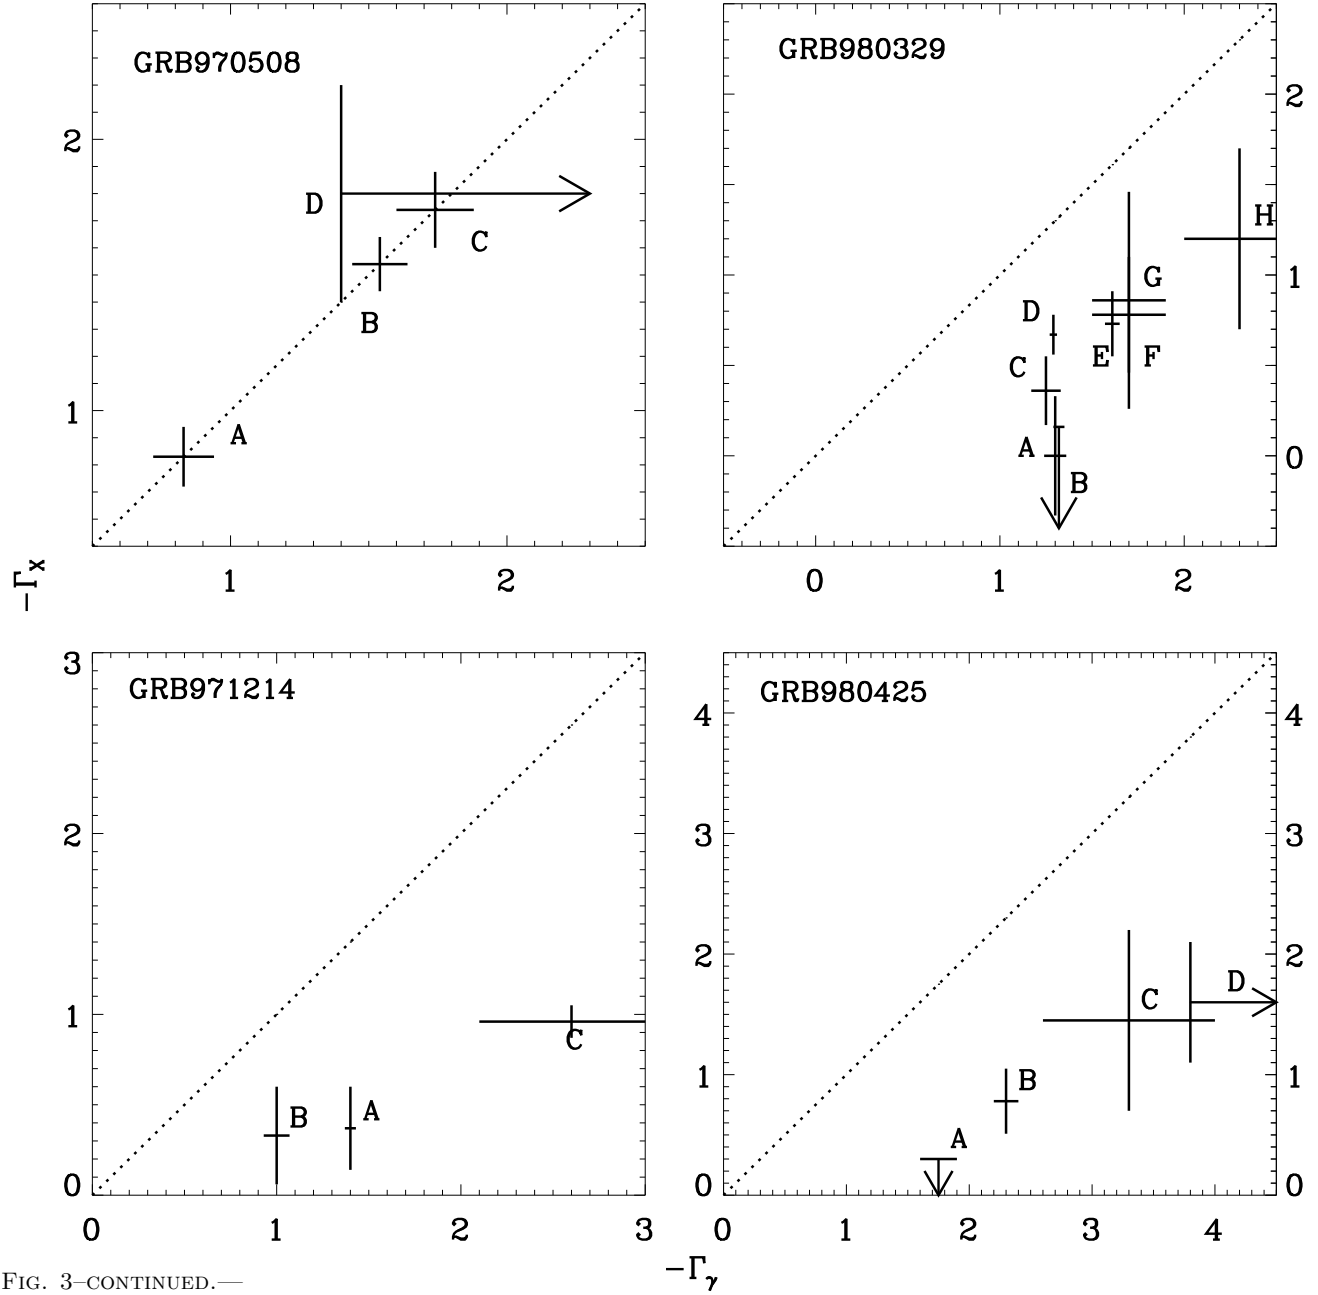 GRB970508
2
1
D
C
B
A
1 2
GRB980329
2
1
0
H
G
D
E F
C
A
B
0 1 2
−Γx
GRB971214
3
2
1
0
C
B A
0 1 2 3
GRB980425
4 4
3 3
2 2
1 1
0
D
C
B
A
0 1 2 3 4
−Γγ
FIG. 3–CONTINUED.—